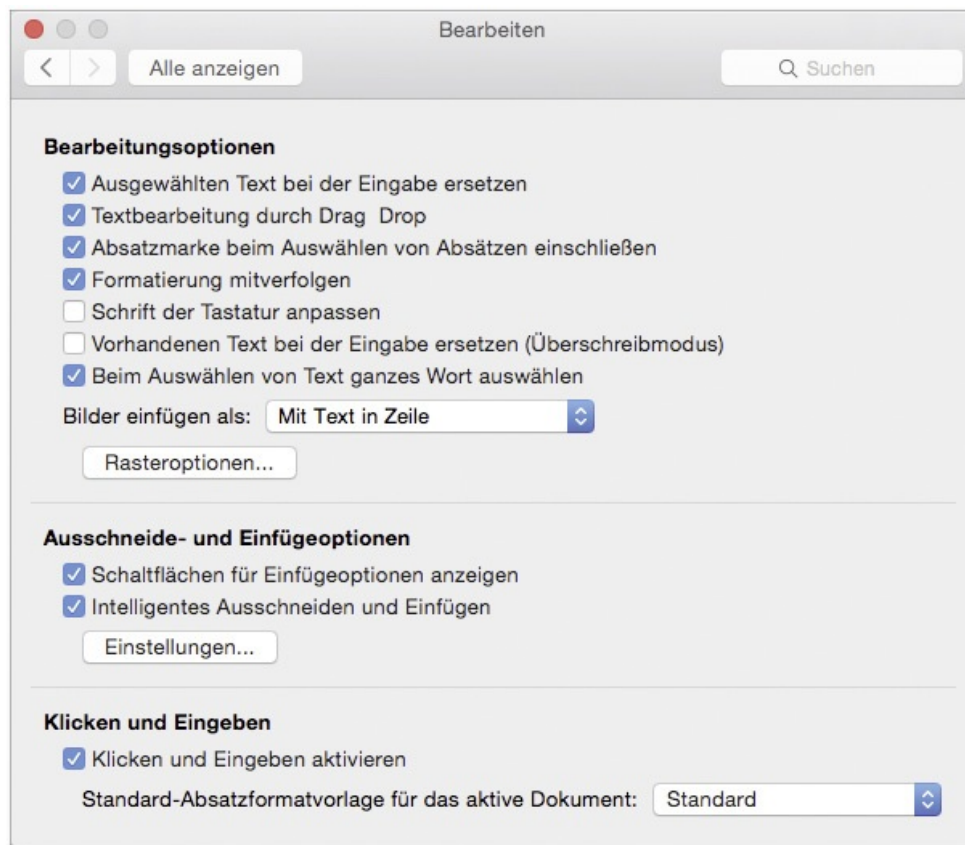 Bearbeiten
Alle anzeigen
Suchen
Bearbeitungsoptionen
Ausgewählten Text bei der Eingabe ersetzen
Textbearbeitung durch Drag  Drop
Absatzmarke beim Auswählen von Absätzen einschließen
Formatierung mitverfolgen
Schrift der Tastatur anpassen
Vorhandenen Text bei der Eingabe ersetzen (Überschreibmodus)
Beim Auswählen von Text ganzes Wort auswählen
Bilder einfügen als: Mit Text in Zeile
Rasteroptionen...
Ausschneide- und Einfügeoptionen
Schaltflächen für Einfügeoptionen anzeigen
Intelligentes Ausschneiden und Einfügen
Einstellungen...
Klicken und Eingeben
Klicken und Eingeben aktivieren
Standard-Absatzformatvorlage für das aktive Dokument: Standard